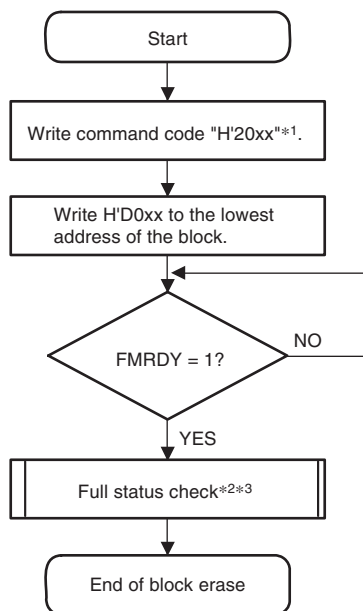 Start
Write command code "H'20xx"*1.
Write H'D0xx to the lowest
address of the block.
FMRDY = 1?
NO
YES
Full status check*2*3
End of block erase